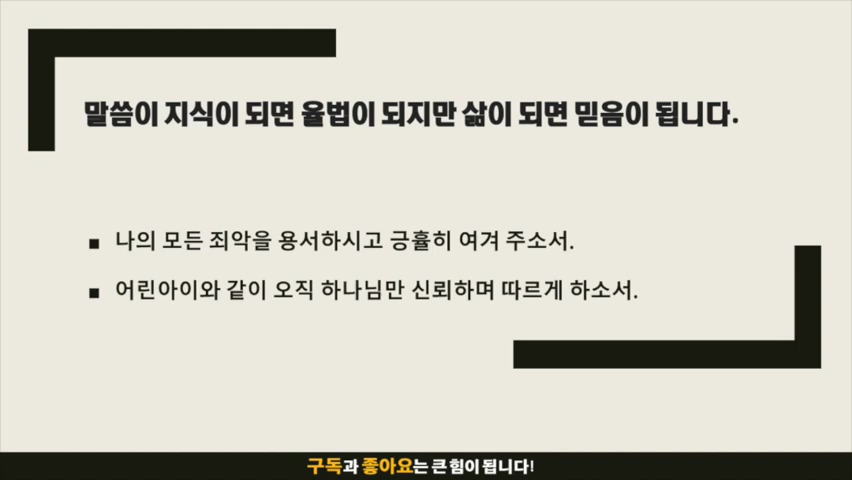 말씀이 지식이 되면 율법이 되지만 삶이 되면 믿음이 됩니다.
나의 모든 죄악을 용서하시고 긍휼히 여겨 주소서.
어린아이와 같이 오직 하나님만 신뢰하며 따르게 하소서.
구독과 좋아요는 큰 힘이 됩니다!